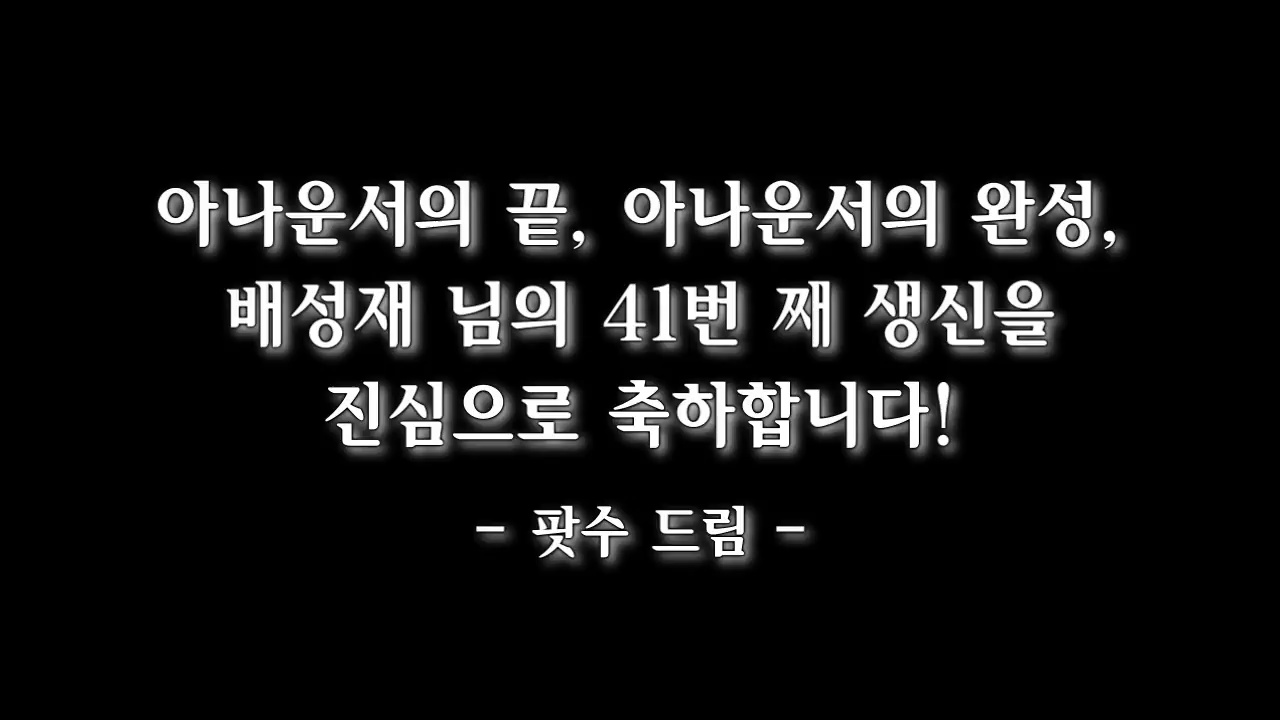 아나운서의 끝, 아나운서의 완성,
배성재 님의 41번 째 생신을
진심으로 축하합니다!
- 팟수 드림 -